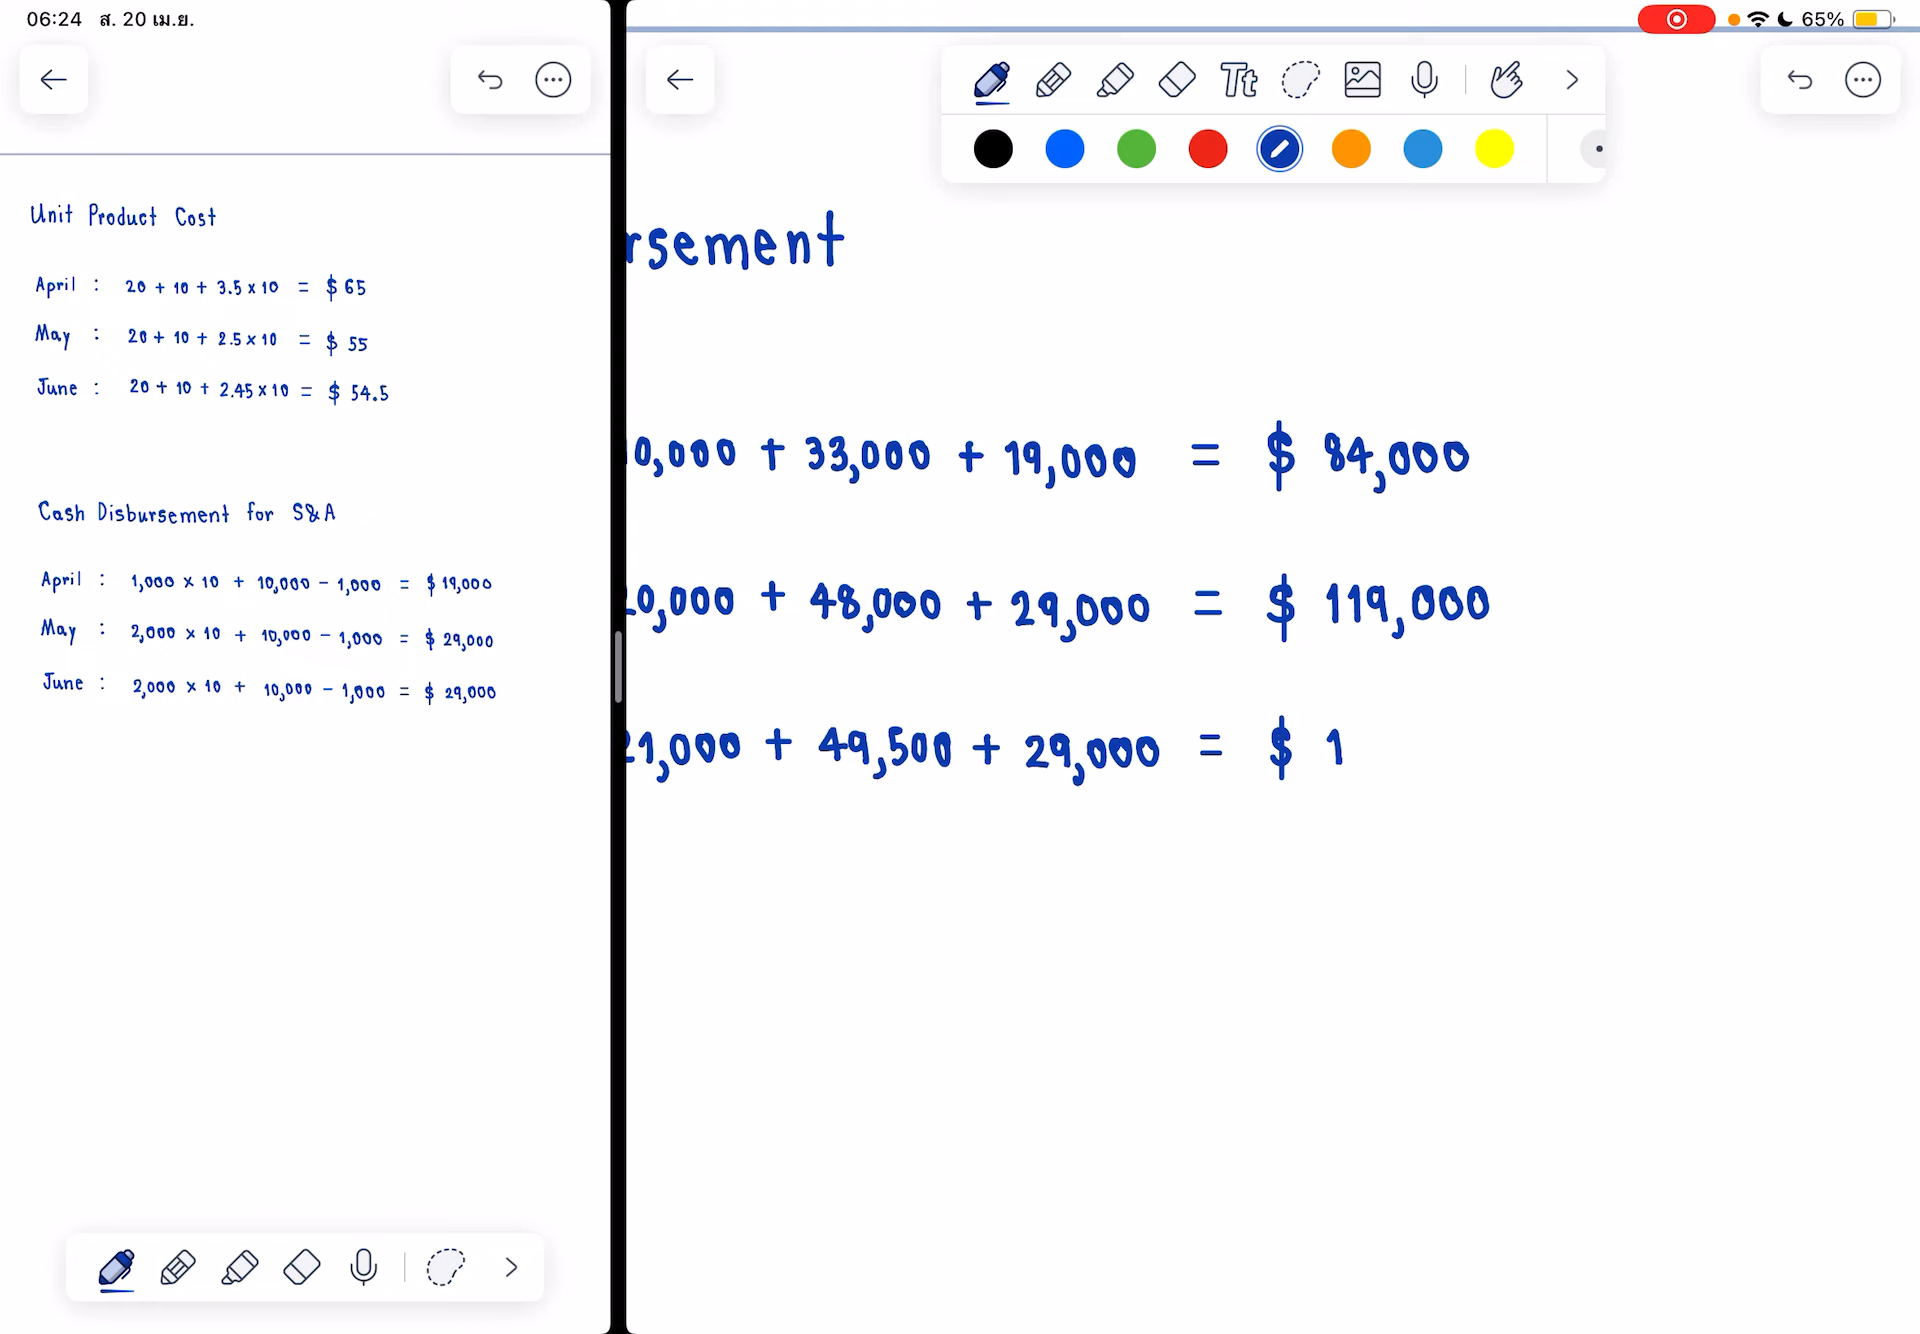 06:24 ส. 20 เม.ย.
65%
Tt
Unit Product Cost
April : 20 + 10 + 3.5 x 10 = $ 65
May : 20 + 10 + 2.5 x 10 = $ 55
June : 20 + 10 + 2.45 x 10 = $ 54.5
Cash Disbursement for S&A
April : 1,000 x 10 + 10,000 - 1,000 = $ 19,000
May : 2,000 x 10 + 10,000 - 1,000 = $ 29,000
June : 2,000 x 10 + 10,000 - 1,000 = $ 29,000
rsement
0,000 + 33,000 + 19,000 = $ 84,000
20,000 + 48,000 + 29,000 = $ 119,000
21,000 + 49,500 + 29,000 = $ 1